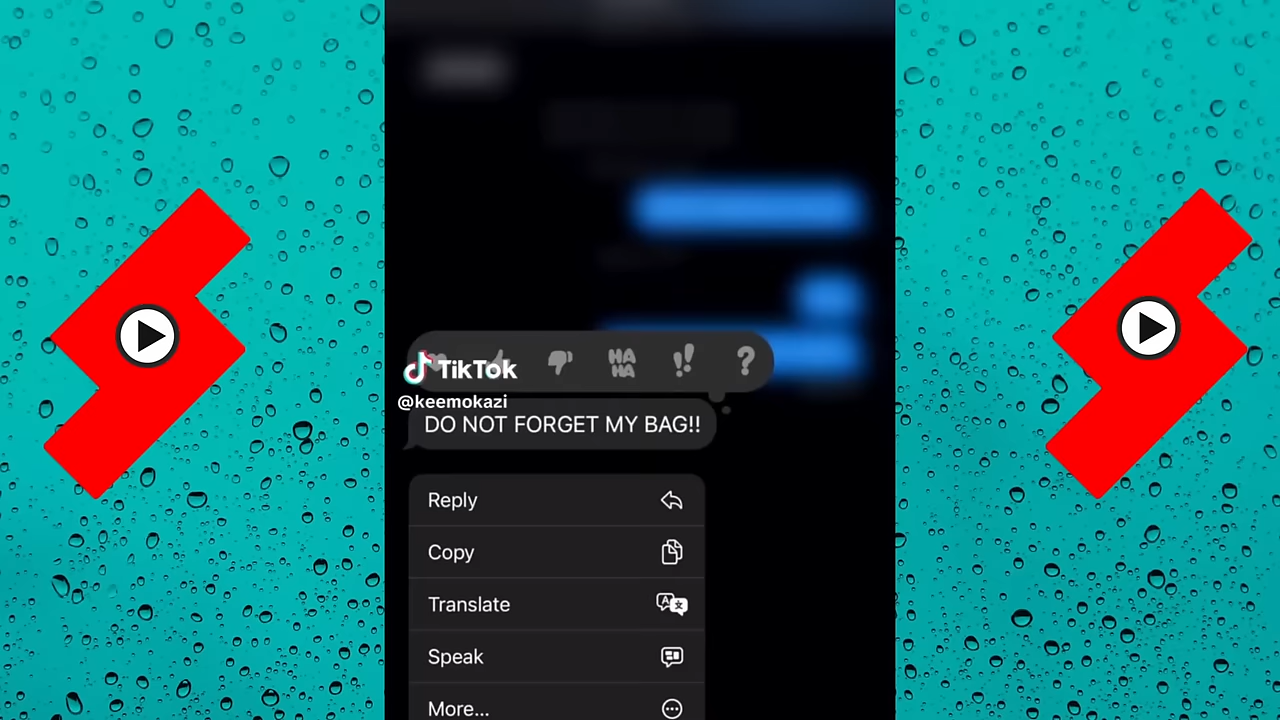 HA
HA
!!
?
TikTok
@keemokazi
DO NOT FORGET MY BAG!!
Reply
Copy
Translate
Speak
More...